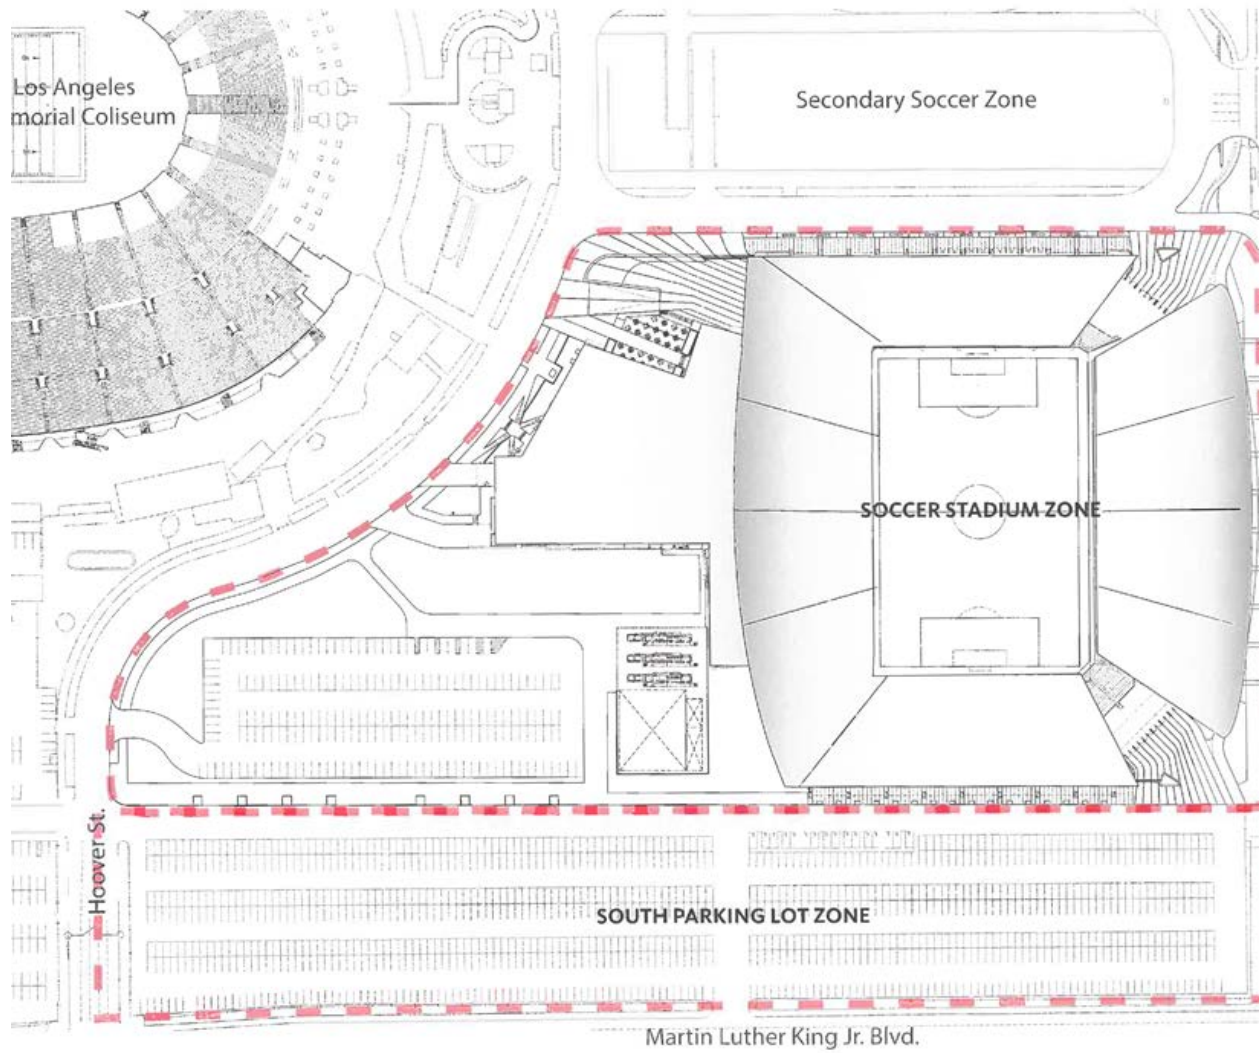 Los Angeles
morial Coliseum
Secondary Soccer Zone
SOCCER STADIUM ZONE
Hoover St.
SOUTH PARKING LOT ZONE
Martin Luther King Jr. Blvd.